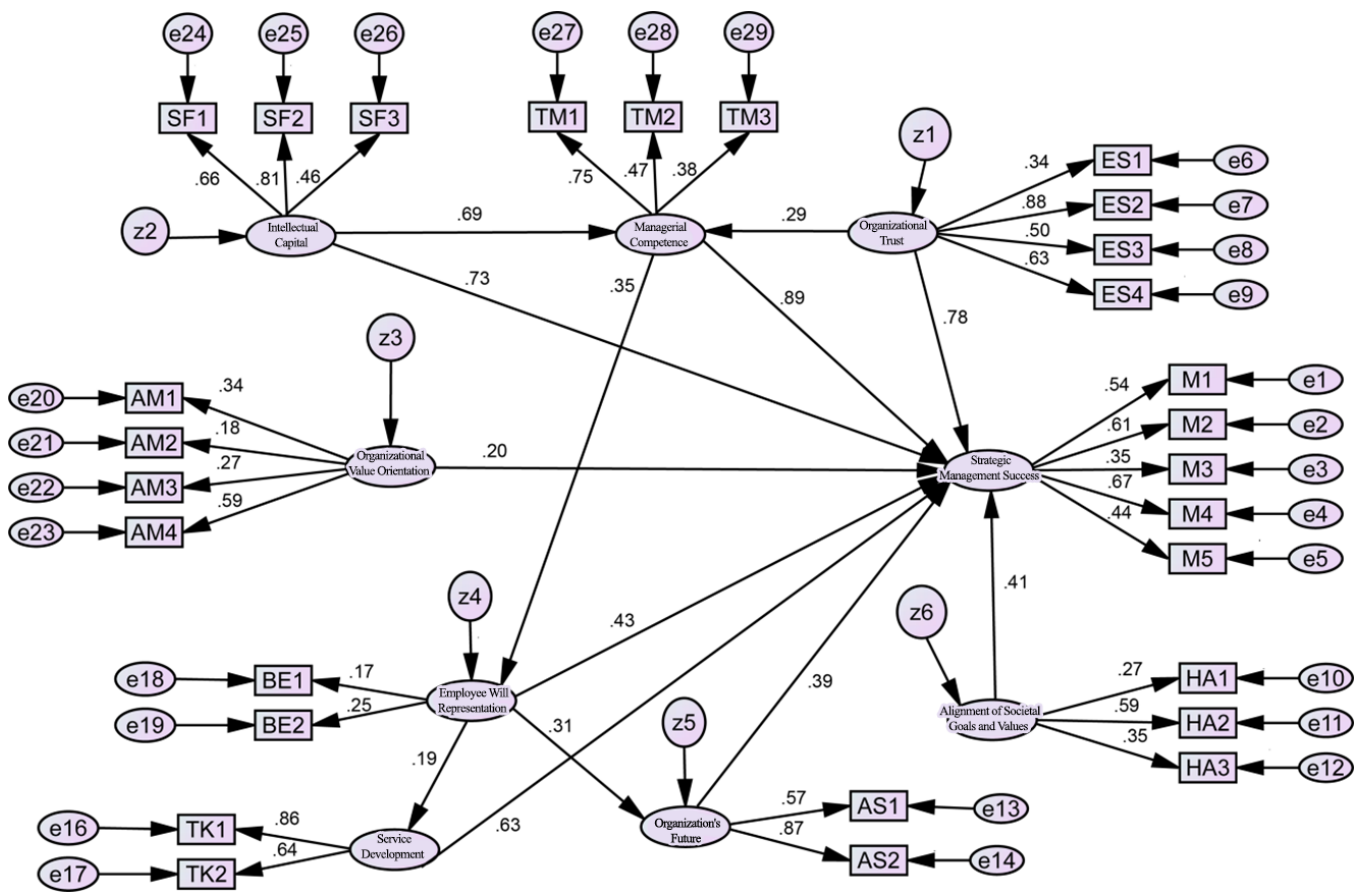 e24 e25 e26 e27 e28 e29
SF1 SF2 SF3 TM1 TM2 TM3
z1
.66 .81 .46 .75 .47 .38
ES1 e6
.34
ES2 e7
.88
ES3 e8
.50
ES4 e9
.63
z2
Intellectual
Capital
.69
Managerial
Competence
.29
Organizational
Trust
.73
.35
.89
.78
z3
e20 AM1 .34
e21 AM2 .18
e22 AM3 .27
e23 AM4 .59
Organizational
Value Orientation
.20
Strategic
Management Success
.54 M1 e1
.61 M2 e2
.35 M3 e3
.67 M4 e4
.44 M5 e5
z4
.43
.41
z6
e18 BE1 .17
e19 BE2 .25
Employee Will
Representation
.39
.31
.19
z5
Alignment of Societal
Goals and Values
.27 HA1 e10
.59 HA2 e11
.35 HA3 e12
e16 TK1 .86
e17 TK2 .64
Service
Development
.63
Organization's
Future
.57 AS1 e13
.87 AS2 e14